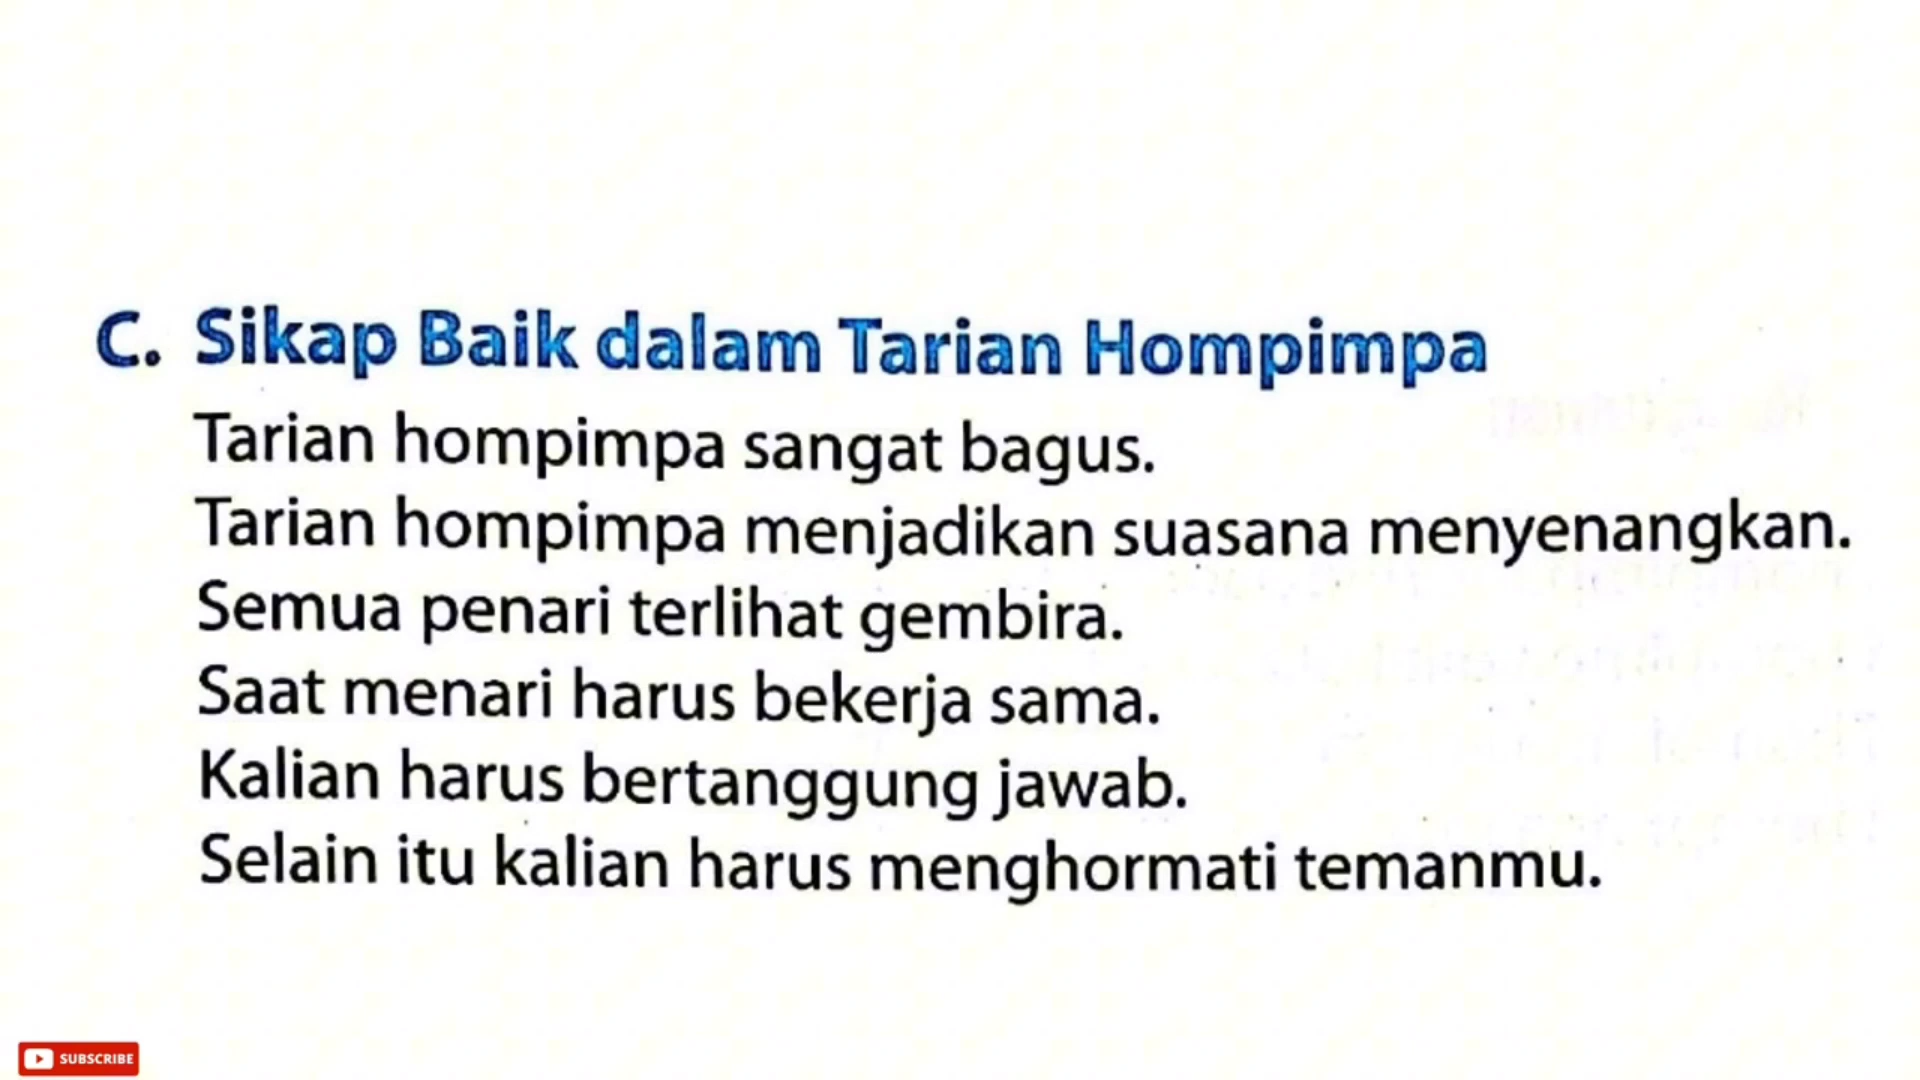 C. Sikap Baik dalam Tarian Hompimpa
Tarian hompimpa sangat bagus.
Tarian hompimpa menjadikan suasana menyenangkan.
Semua penari terlihat gembira.
Saat menari harus bekerja sama.
Kalian harus bertanggung jawab.
Selain itu kalian harus menghormati temanmu.
SUBSCRIBE